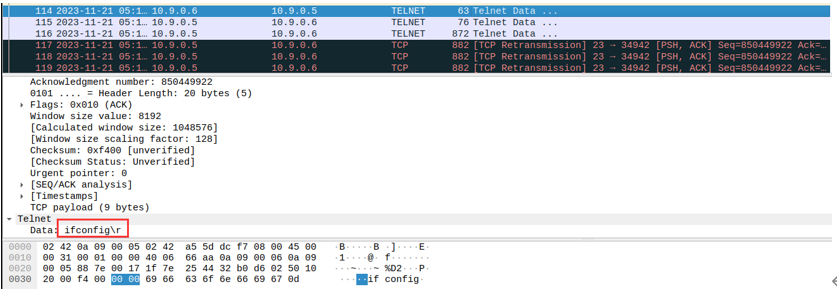 114 2023-11-21 05:1… 10.9.0.6 10.9.0.5 TELNET 63 Telnet Data ...
115 2023-11-21 05:1… 10.9.0.5 10.9.0.6 TELNET 76 Telnet Data ...
116 2023-11-21 05:1… 10.9.0.5 10.9.0.6 TELNET 872 Telnet Data ...
117 2023-11-21 05:1… 10.9.0.5 10.9.0.6 TCP 882 [TCP Retransmission] 23 → 34942 [PSH, ACK] Seq=850449922 Ack=…
118 2023-11-21 05:1… 10.9.0.5 10.9.0.6 TCP 882 [TCP Retransmission] 23 → 34942 [PSH, ACK] Seq=850449922 Ack=…
119 2023-11-21 05:1… 10.9.0.5 10.9.0.6 TCP 882 [TCP Retransmission] 23 → 34942 [PSH, ACK] Seq=850449922 Ack=…
Acknowledgment number: 850449922
0101 .... = Header Length: 20 bytes (5)
Flags: 0x010 (ACK)
Window size value: 8192
[Calculated window size: 1048576]
[Window size scaling factor: 128]
Checksum: 0xf400 [unverified]
[Checksum Status: Unverified]
Urgent pointer: 0
[SEQ/ACK analysis]
[Timestamps]
TCP payload (9 bytes)
Telnet
Data: ifconfig\r
0000 02 42 0a 09 00 05 02 42 a5 5d dc f7 08 00 45 00 ·B·····B ·]····E·
0010 00 31 00 01 00 00 40 06 66 aa 0a 09 00 06 0a 09 ·1····@· f·······
0020 00 05 88 7e 00 17 1f 7e 25 44 32 b0 d6 02 50 10 ···~···~ %D2···P·
0030 20 00 f4 00 00 00 69 66 63 6f 6e 66 69 67 0d  ·····if config·